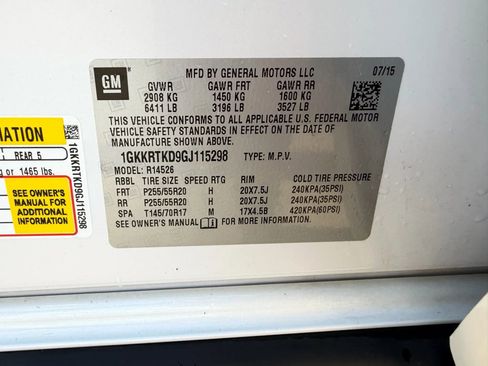 GM
MFD BY GENERAL MOTORS LLC 07/15
GVWR GAWR FRT GAWR RR
2908 KG 1450 KG 1600 KG
6411 LB 3196 LB 3527 LB
THIS VEHICLE CONFORMS TO ALL APPLICABLE U.S. FEDERAL MOTOR
VEHICLE SAFETY STANDARDS IN EFFECT ON THE DATE OF
MANUFACTURE SHOWN ABOVE.
1GKKRTKD9GJ115298 TYPE: M.P.V.
MODEL: R14526
RBBL TIRE SIZE SPEED RTG RIM COLD TIRE PRESSURE
FRT P255/55R20 H 20X7.5J 240KPA(35PSI)
RR P255/55R20 H 20X7.5J 240KPA(35PSI)
SPA T145/70R17 M 17X4.5B 420KPA(60PSI)
SEE OWNER'S MANUAL FOR MORE INFORMATION.
REAR 5
or 1465 lbs.
SEE OWNER'S
MANUAL FOR
ADDITIONAL
INFORMATION
1GKKRTKD9GJ115298